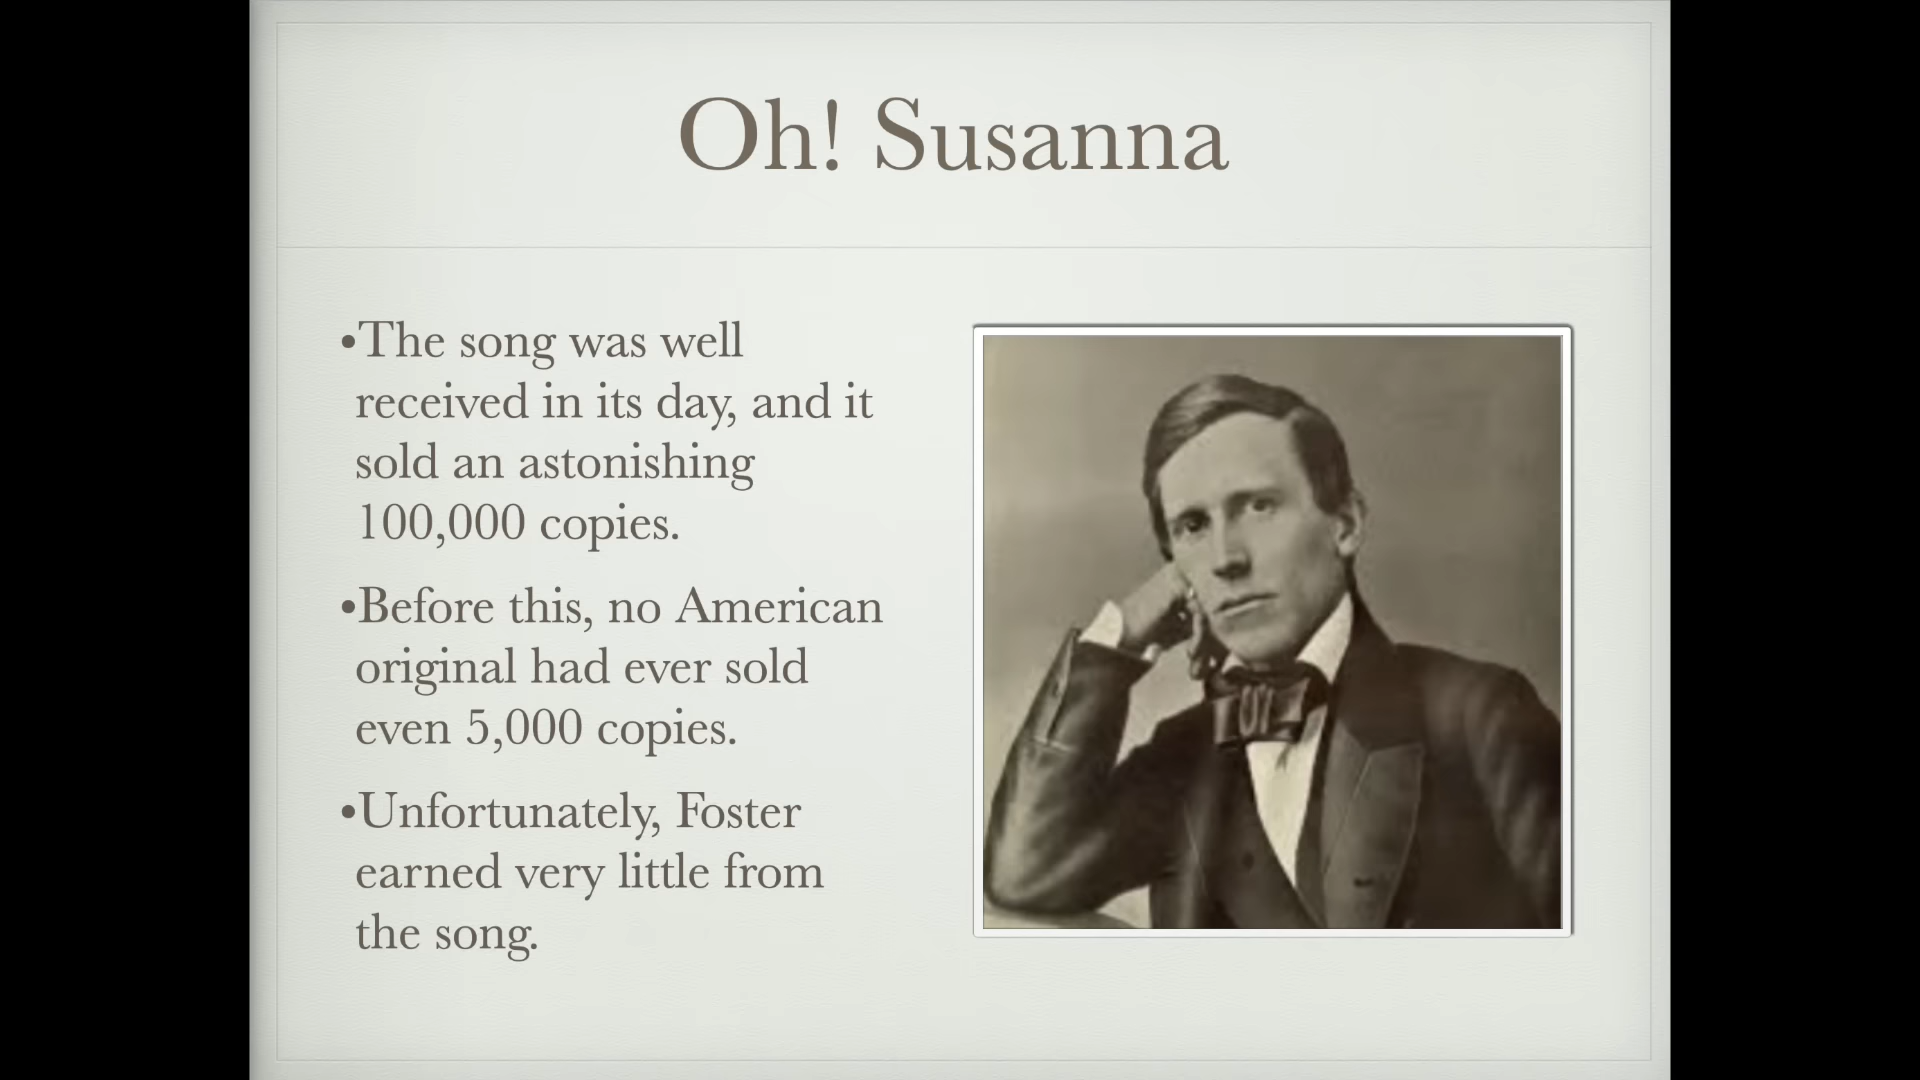 Oh! Susanna
•The song was well
received in its day, and it
sold an astonishing
100,000 copies.
•Before this, no American
original had ever sold
even 5,000 copies.
•Unfortunately, Foster
earned very little from
the song.